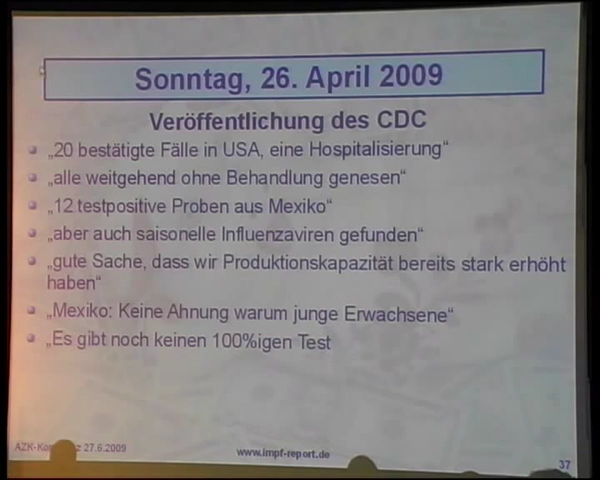 Sonntag, 26. April 2009
Veröffentlichung des CDC
„20 bestätigte Fälle in USA, eine Hospitalisierung“
„alle weitgehend ohne Behandlung genesen“
„12 testpositive Proben aus Mexiko“
„aber auch saisonelle Influenzaviren gefunden“
„gute Sache, dass wir Produktionskapazität bereits stark erhöht
haben“
„Mexiko: Keine Ahnung warum junge Erwachsene“
„Es gibt noch keinen 100%igen Test
27.6.2009
www.impf-report.de
37